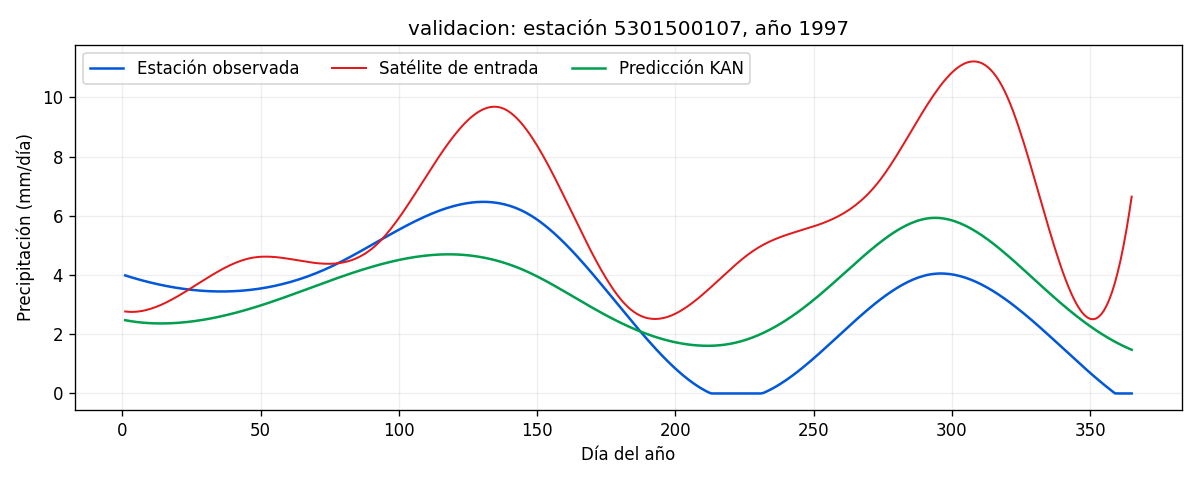 validacion: estación 5301500107, año 1997
Estación observada
Satélite de entrada
Predicción KAN
Precipitación (mm/día)
10
8
6
4
2
0
0 50 100 150 200 250 300 350
Día del año